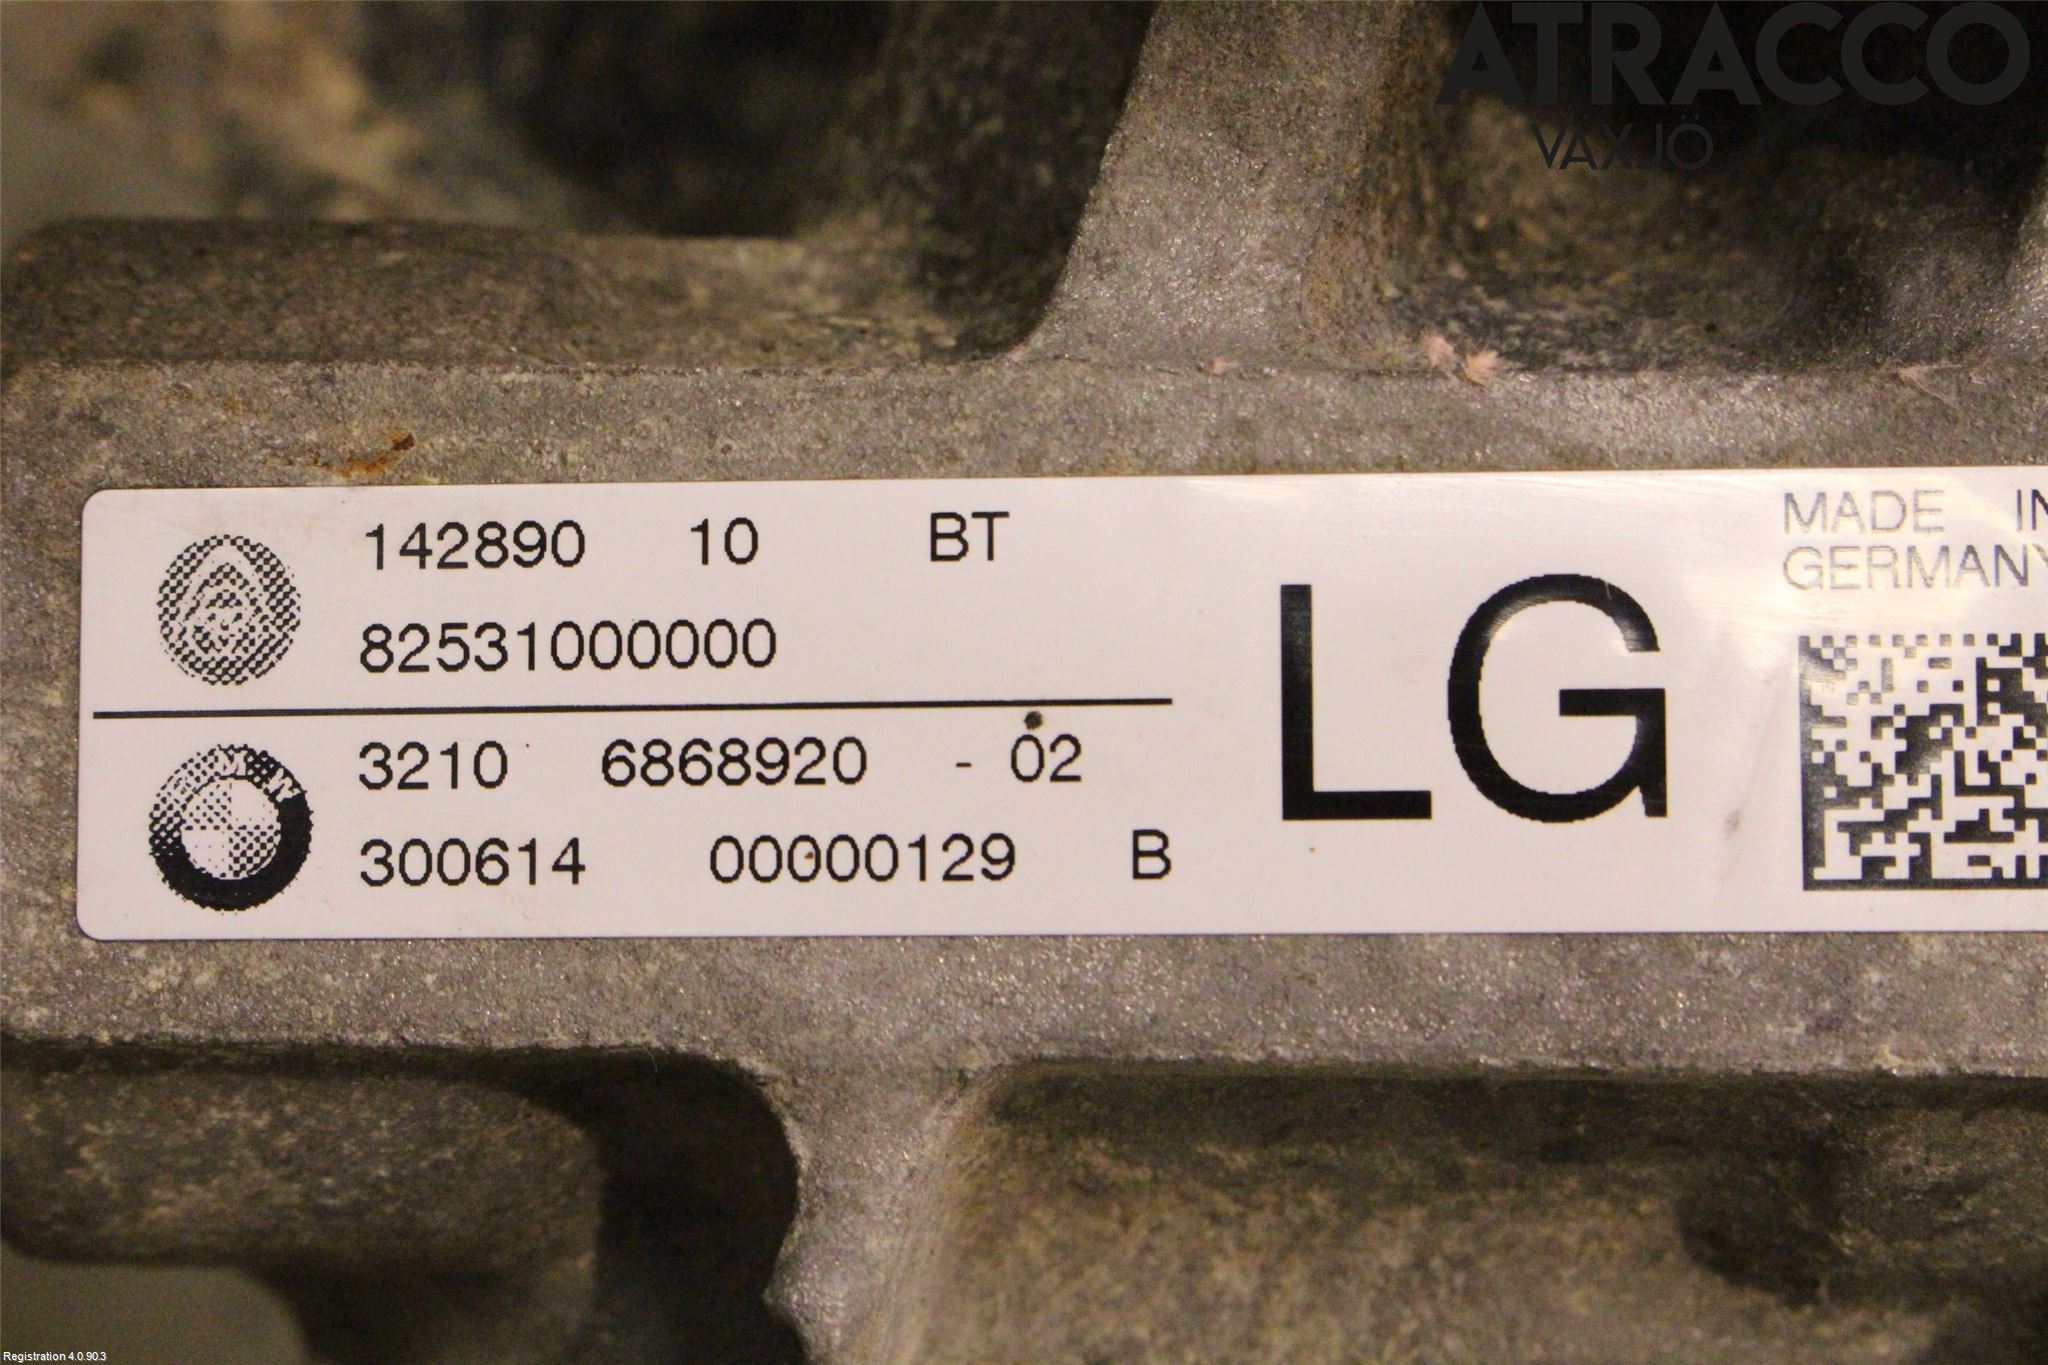 ATRACCO
VÄXJÖ
142890 10 BT
82531000000
3210 6868920 - 02
300614 00000129 B
LG
MADE IN
GERMANY
BMW
Registration 4.0.90.3